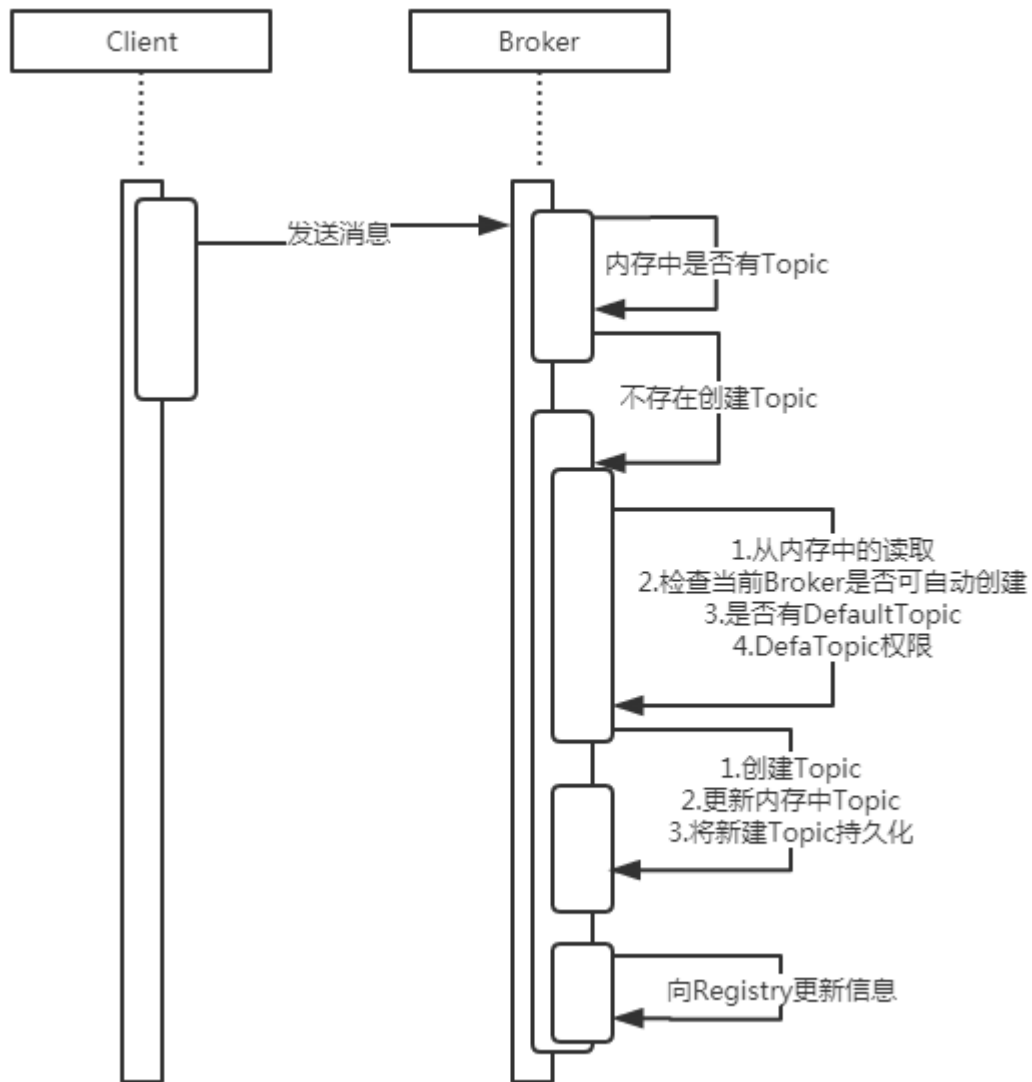 Client
Broker
发送消息
内存中是否有Topic
不存在创建Topic
1.从内存中的读取
2.检查当前Broker是否可自动创建
3.是否有DefaultTopic
4.DefaTopic权限
1.创建Topic
2.更新内存中Topic
3.将新建Topic持久化
向Registry更新信息